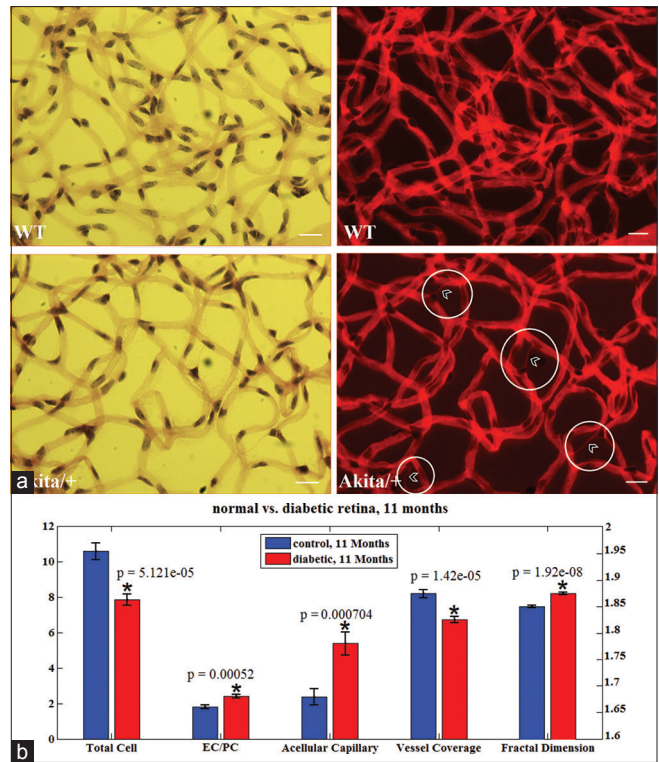 WT
WT
a
kita/+
Akita/+
normal vs. diabetic retina, 11 months
12
10
8
6
4
2
0
control, 11 Months
diabetic, 11 Months
p = 5.121e-05
p = 0.00052
p = 0.000704
p = 1.42e-05
p = 1.92e-08
*
*
*
*
*
2
1.95
1.9
1.85
1.8
1.75
1.7
1.65
1.6
b
Total Cell
EC/PC
Acellular Capillary
Vessel Coverage
Fractal Dimension